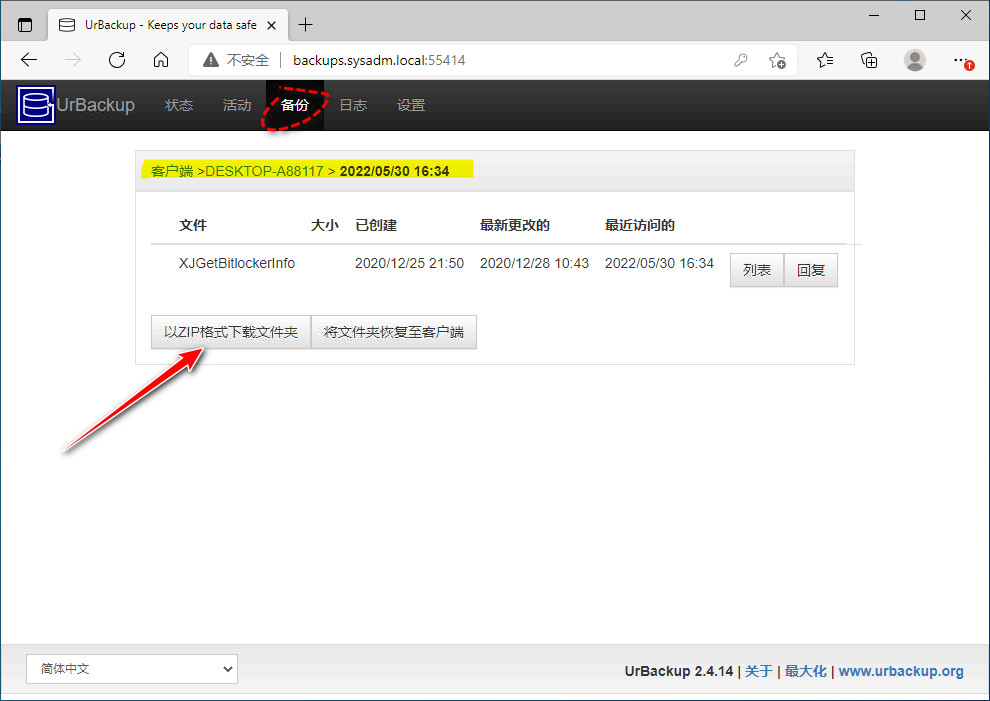 UrBackup - Keeps your data safe
不安全 backups.sysadm.local:55414
UrBackup 状态 活动 备份 日志 设置
客户端 >DESKTOP-A88117 > 2022/05/30 16:34
文件 大小 已创建 最新更改的 最近访问的
XJGetBitlockerInfo 2020/12/25 21:50 2020/12/28 10:43 2022/05/30 16:34 列表 回复
以ZIP格式下载文件夹 将文件夹恢复至客户端
简体中文 UrBackup 2.4.14 | 关于 | 最大化 | www.urbackup.org